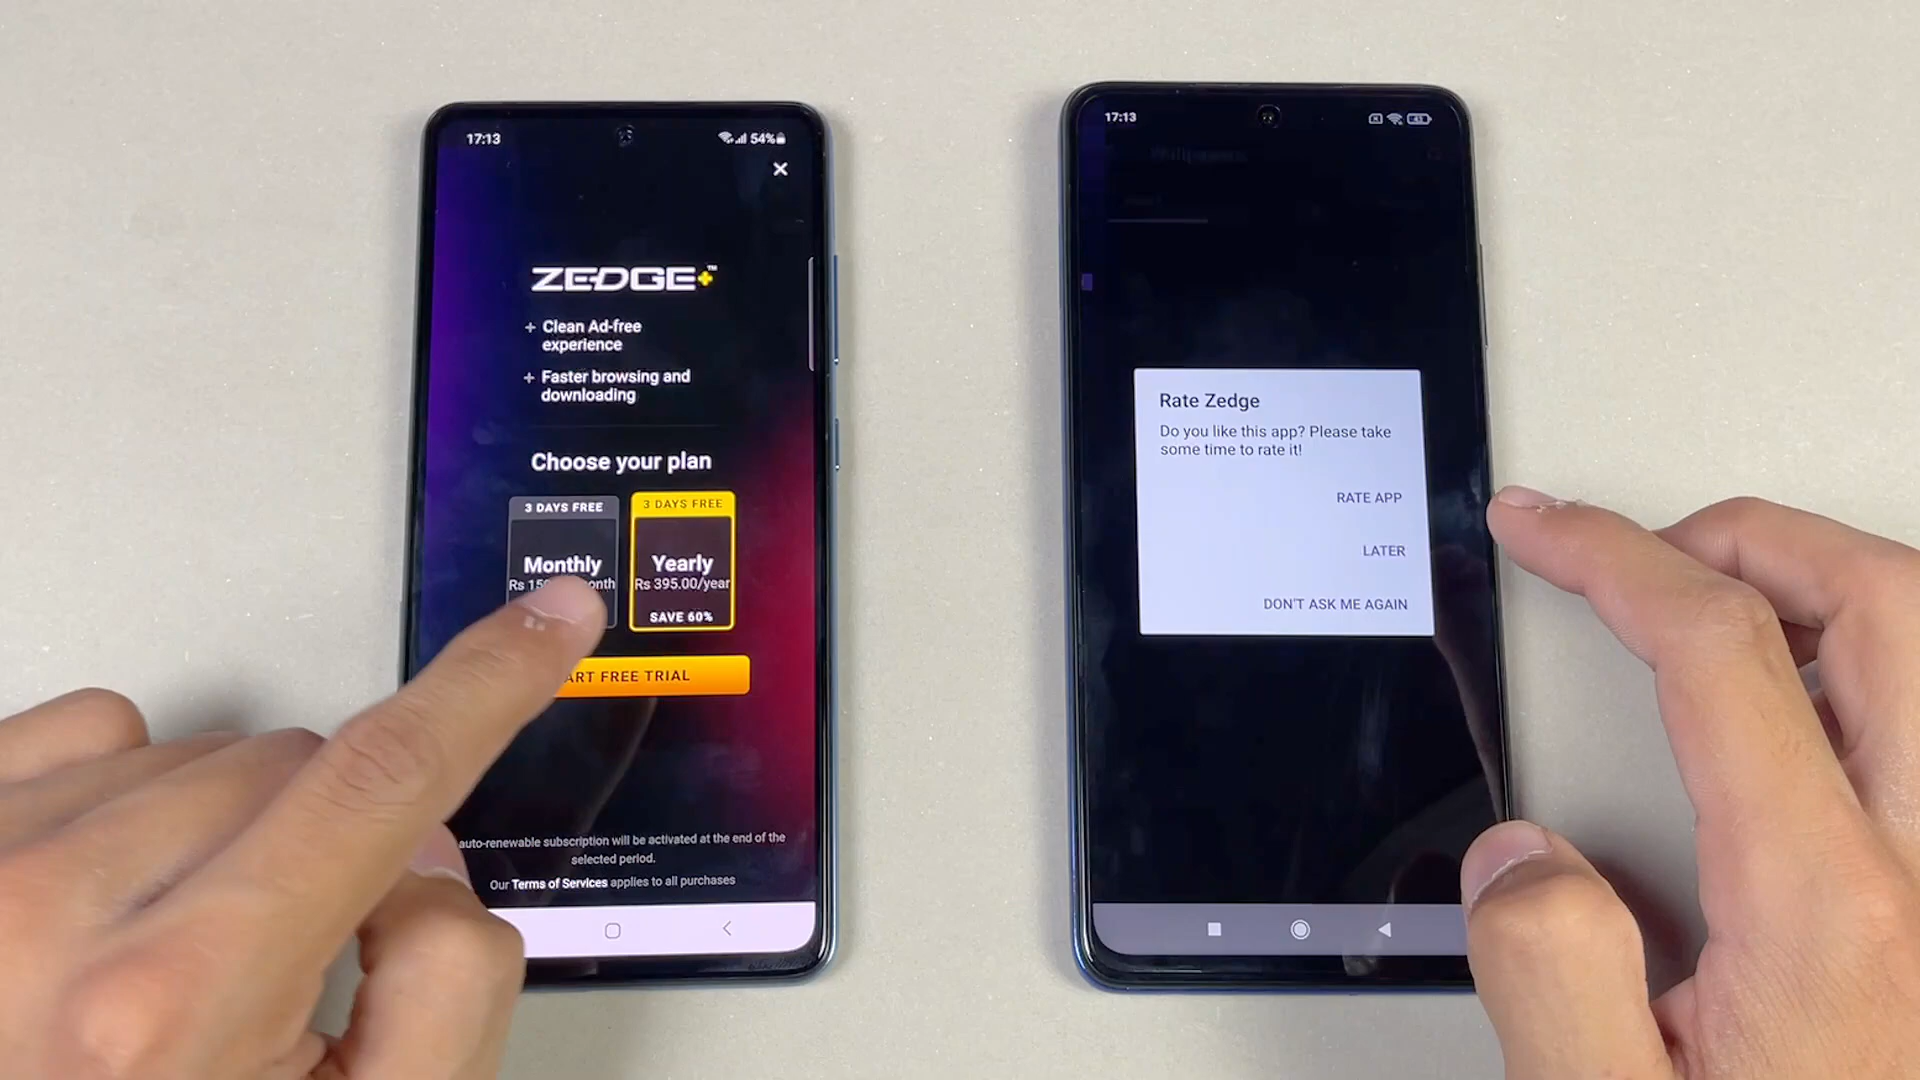 17:13
54%
ZEDGE+™
+ Clean Ad-free
experience
+ Faster browsing and
downloading
Choose your plan
3 DAYS FREE
Monthly
3 DAYS FREE
Yearly
Rs 395.00/year
SAVE 60%
FREE TRIAL
auto-renewable subscription will be activated at the end of the
selected period.
Our Terms of Services applies to all purchases
17:13
Rate Zedge
Do you like this app? Please take
some time to rate it!
RATE APP
LATER
DON'T ASK ME AGAIN